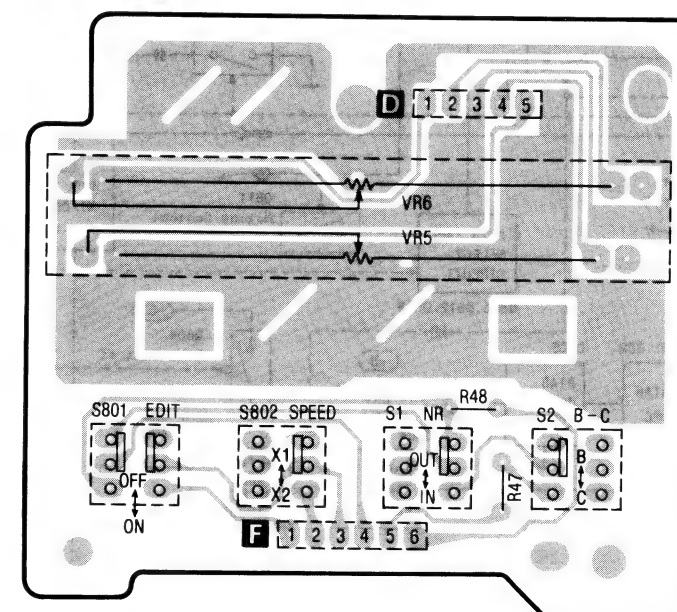 D 1 2 3 4 5
VR6
VR5
R48
S801 EDIT S802 SPEED S1 NR S2 B-C
X1 OUT B
OFF X2 IN C
R47
ON
F 1 2 3 4 5 6